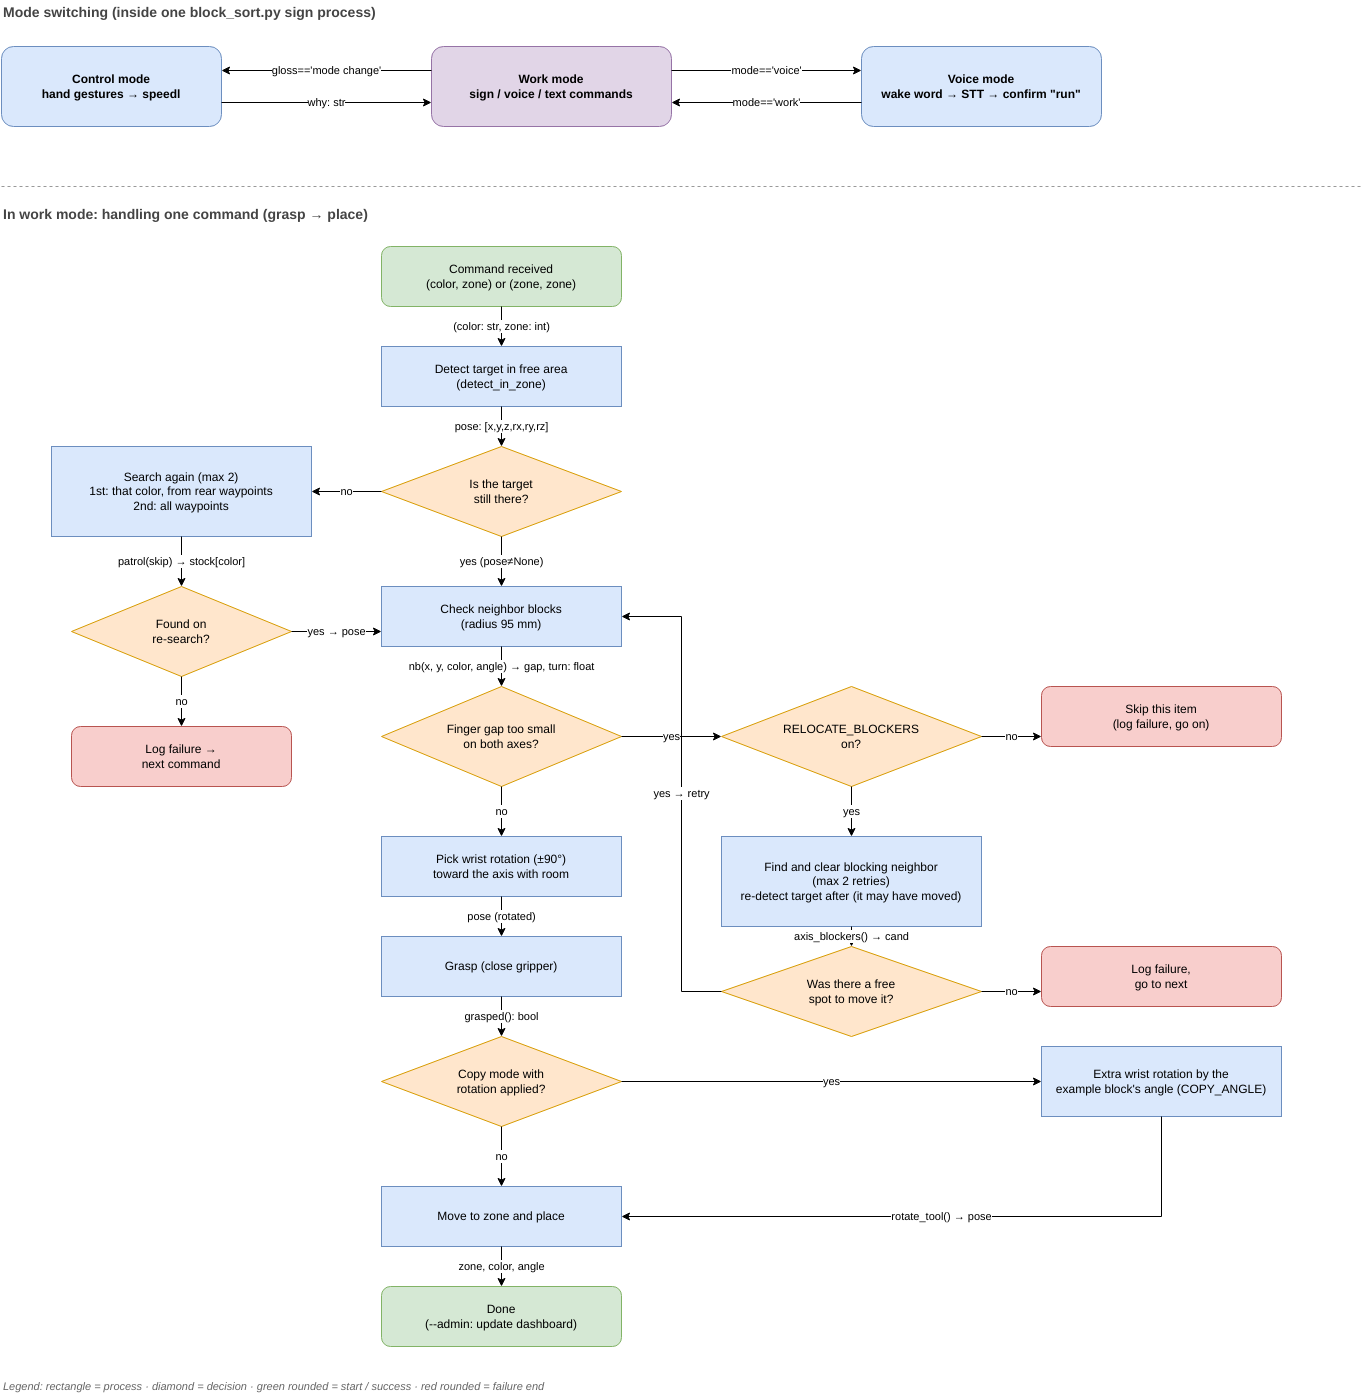 Mode switching (inside one block_sort.py sign process)
Control mode
hand gestures → speedl
gloss=='mode change'
why: str
Work mode
sign / voice / text commands
mode=='voice'
mode=='work'
Voice mode
wake word → STT → confirm "run"
In work mode: handling one command (grasp → place)
Command received
(color, zone) or (zone, zone)
(color: str, zone: int)
Detect target in free area
(detect_in_zone)
pose: [x,y,z,rx,ry,rz]
Is the target
still there?
no
Search again (max 2)
1st: that color, from rear waypoints
2nd: all waypoints
patrol(skip) → stock[color]
yes (pose≠None)
Found on
re-search?
yes → pose
Check neighbor blocks
(radius 95 mm)
no
Log failure →
next command
nb(x, y, color, angle) → gap, turn: float
Finger gap too small
on both axes?
yes
RELOCATE_BLOCKERS
on?
no
Skip this item
(log failure, go on)
yes → retry
no
yes
Pick wrist rotation (±90°)
toward the axis with room
Find and clear blocking neighbor
(max 2 retries)
re-detect target after (it may have moved)
pose (rotated)
axis_blockers() → cand
Grasp (close gripper)
Was there a free
spot to move it?
no
Log failure,
go to next
grasped(): bool
Copy mode with
rotation applied?
yes
Extra wrist rotation by the
example block's angle (COPY_ANGLE)
no
Move to zone and place
rotate_tool() → pose
zone, color, angle
Done
(--admin: update dashboard)
Legend: rectangle = process · diamond = decision · green rounded = start / success · red rounded = failure end